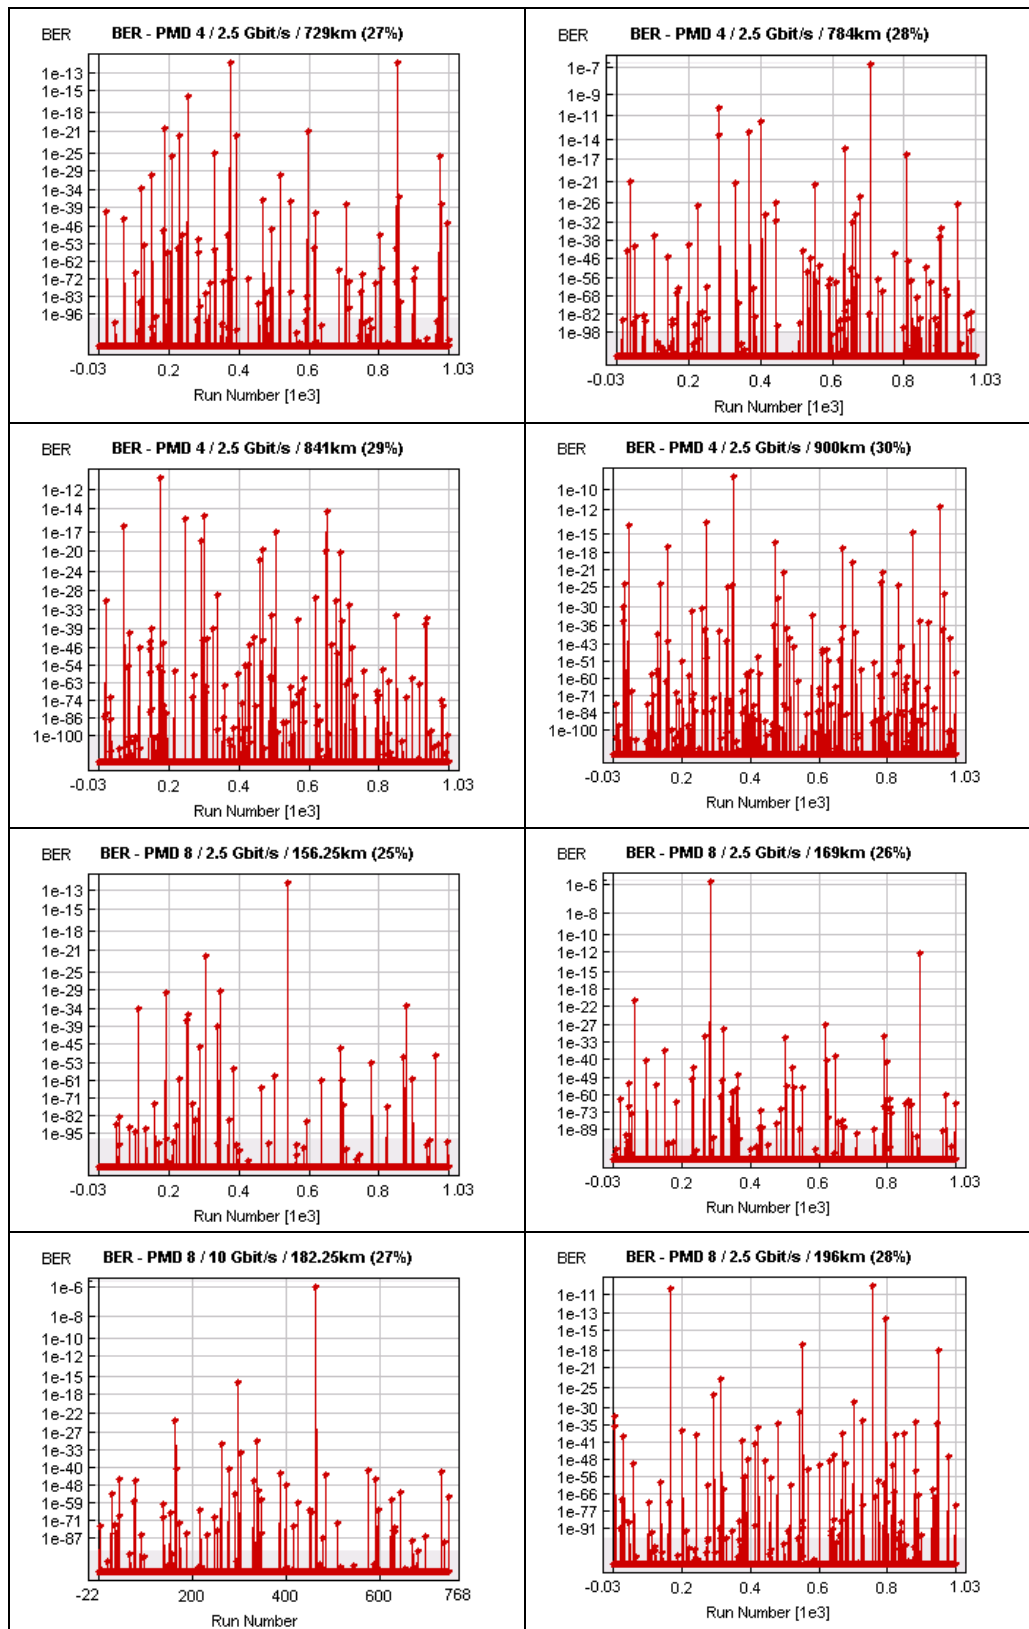 BER BER - PMD 4 / 2.5 Gbit/s / 729km (27%)
1e-13
1e-15
1e-18
1e-21
1e-25
1e-29
1e-34
1e-39
1e-46
1e-53
1e-62
1e-72
1e-83
1e-96
-0.03 0.2 0.4 0.6 0.8 1.03
Run Number [1e3]
BER BER - PMD 4 / 2.5 Gbit/s / 784km (28%)
1e-7
1e-9
1e-11
1e-14
1e-17
1e-21
1e-26
1e-32
1e-38
1e-46
1e-56
1e-68
1e-82
1e-98
-0.03 0.2 0.4 0.6 0.8 1.03
Run Number [1e3]
BER BER - PMD 4 / 2.5 Gbit/s / 841km (29%)
1e-12
1e-14
1e-17
1e-20
1e-24
1e-28
1e-33
1e-39
1e-46
1e-54
1e-63
1e-74
1e-86
1e-100
-0.03 0.2 0.4 0.6 0.8 1.03
Run Number [1e3]
BER BER - PMD 4 / 2.5 Gbit/s / 900km (30%)
1e-10
1e-12
1e-15
1e-18
1e-21
1e-25
1e-30
1e-36
1e-43
1e-51
1e-60
1e-71
1e-84
1e-100
-0.03 0.2 0.4 0.6 0.8 1.03
Run Number [1e3]
BER BER - PMD 8 / 2.5 Gbit/s / 156.25km (25%)
1e-13
1e-15
1e-18
1e-21
1e-25
1e-29
1e-34
1e-39
1e-45
1e-53
1e-61
1e-71
1e-82
1e-95
-0.03 0.2 0.4 0.6 0.8 1.03
Run Number [1e3]
BER BER - PMD 8 / 2.5 Gbit/s / 169km (26%)
1e-6
1e-8
1e-10
1e-12
1e-15
1e-18
1e-22
1e-27
1e-33
1e-40
1e-49
1e-60
1e-73
1e-89
-0.03 0.2 0.4 0.6 0.8 1.03
Run Number [1e3]
BER BER - PMD 8 / 10 Gbit/s / 182.25km (27%)
1e-6
1e-8
1e-10
1e-12
1e-15
1e-18
1e-22
1e-27
1e-33
1e-40
1e-48
1e-59
1e-71
1e-87
-22 200 400 600 768
Run Number
BER BER - PMD 8 / 2.5 Gbit/s / 196km (28%)
1e-11
1e-13
1e-15
1e-18
1e-21
1e-25
1e-30
1e-35
1e-41
1e-48
1e-56
1e-66
1e-77
1e-91
-0.03 0.2 0.4 0.6 0.8 1.03
Run Number [1e3]